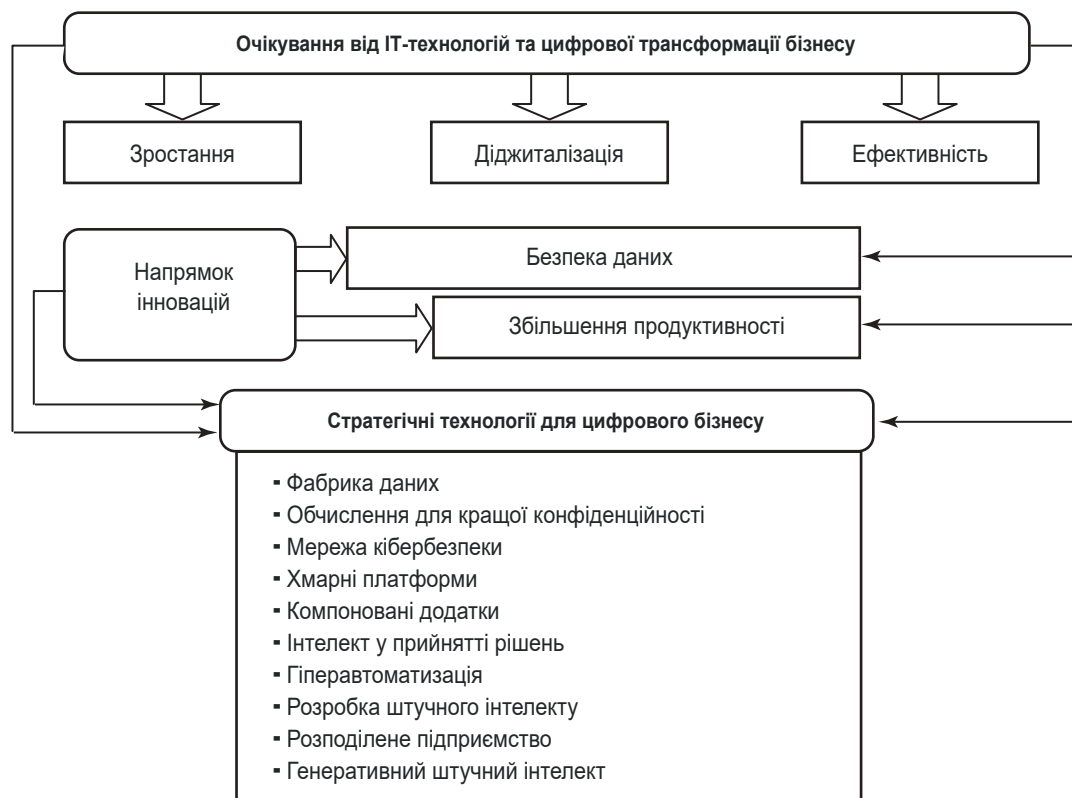 Очікування від ІТ-технологій та цифрової трансформації бізнесу
Зростання
Діджиталізація
Ефективність
Напрямок
інновацій
Безпека даних
Збільшення продуктивності
Стратегічні технології для цифрового бізнесу
- Фабрика даних
- Обчислення для кращої конфіденційності
- Мережа кібербезпеки
- Хмарні платформи
- Компоновані додатки
- Інтелект у прийнятті рішень
- Гіперавтоматизація
- Розробка штучного інтелекту
- Розподілене підприємство
- Генеративний штучний інтелект